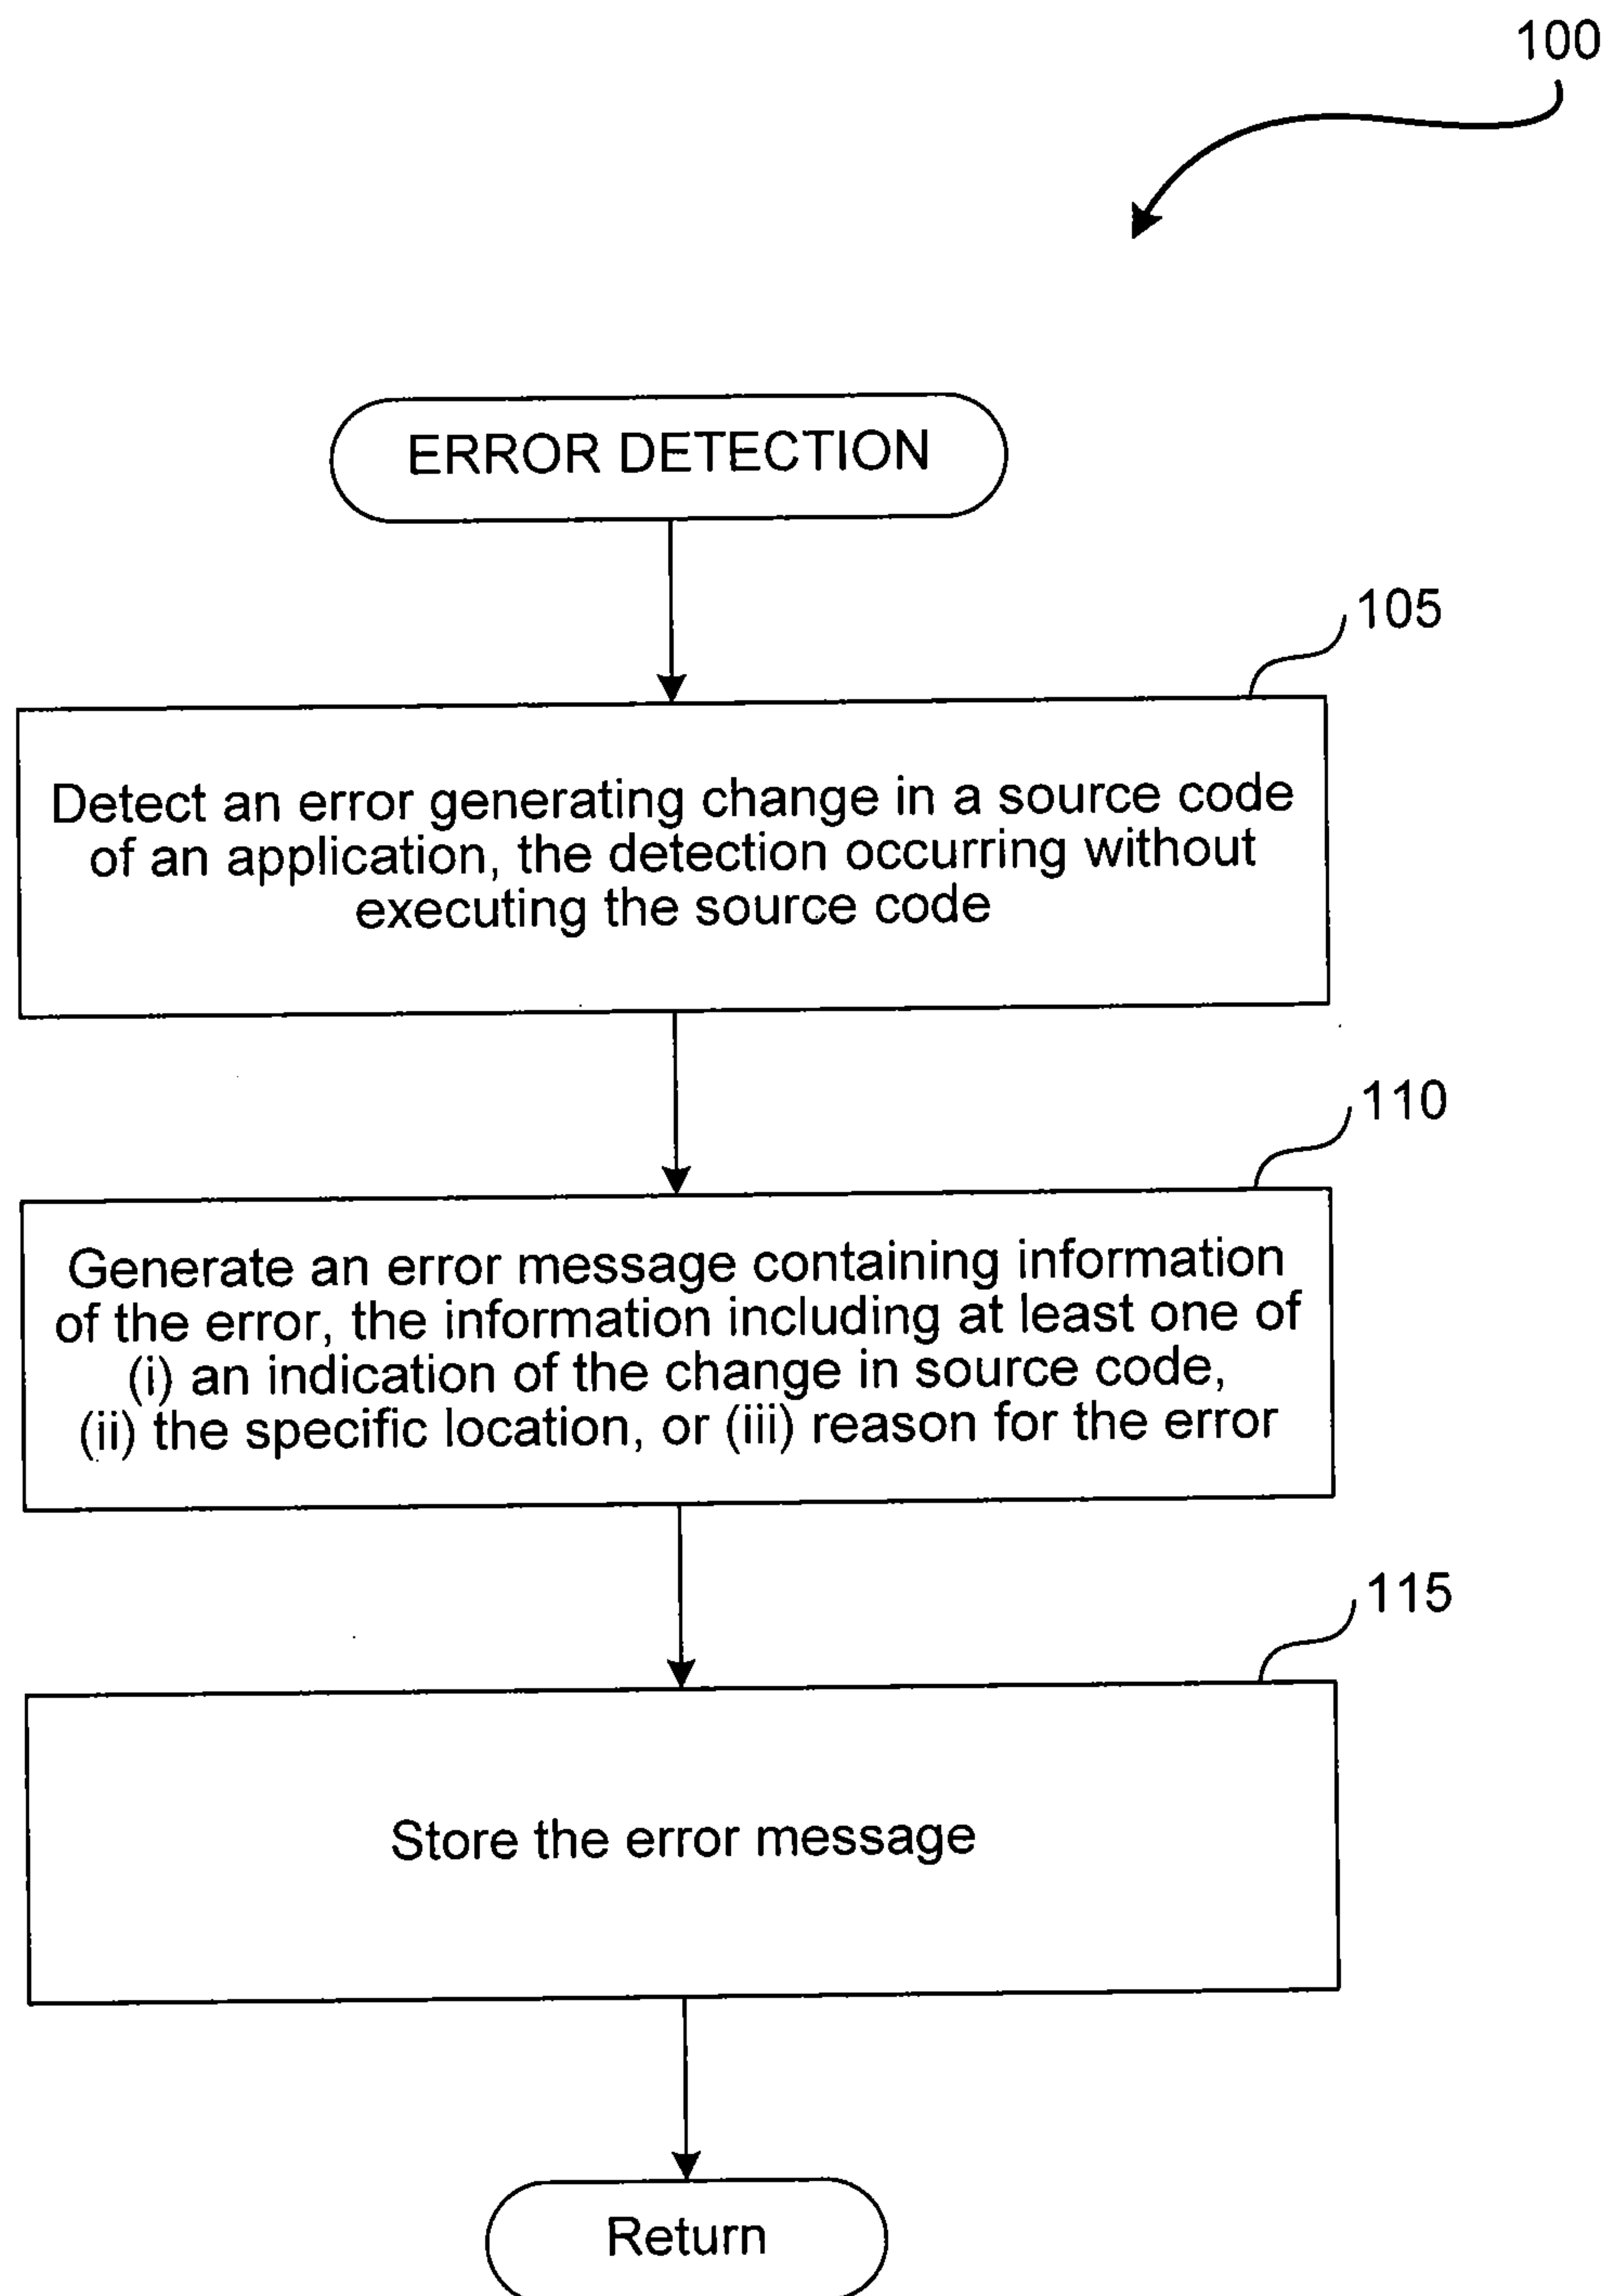 100
ERROR DETECTION
105
Detect an error generating change in a source code
of an application, the detection occurring without
executing the source code
110
Generate an error message containing information
of the error, the information including at least one of
(i) an indication of the change in source code,
(ii) the specific location, or (iii) reason for the error
115
Store the error message
Return